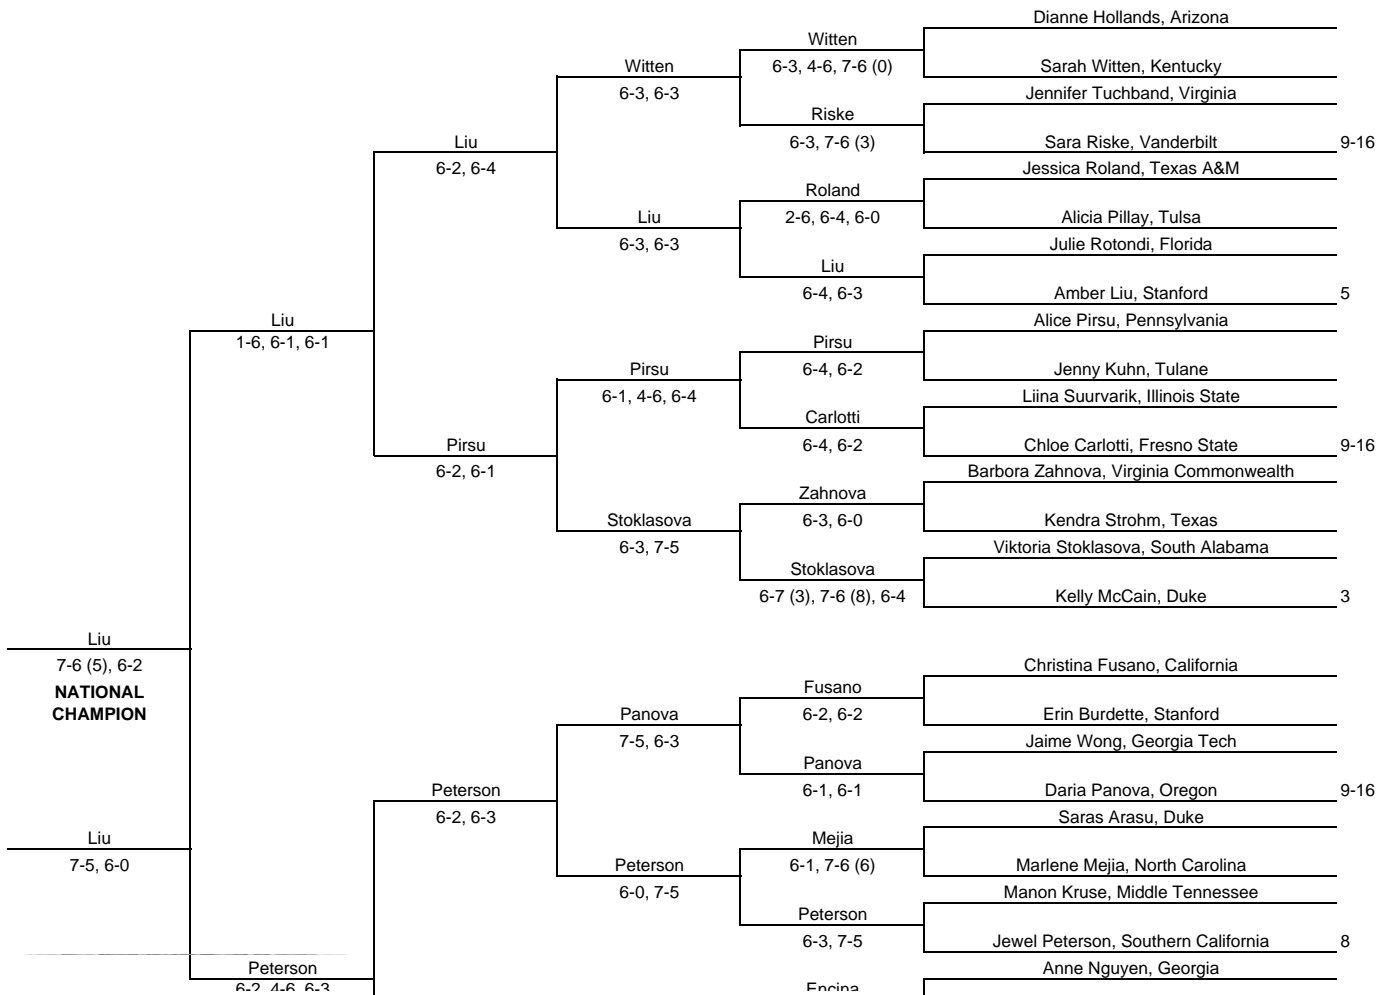 Dianne Hollands, Arizona
Witten
Witten
6-3, 4-6, 7-6 (0)
Sarah Witten, Kentucky
6-3, 6-3
Jennifer Tuchband, Virginia
Riske
Liu
6-3, 7-6 (3)
Sara Riske, Vanderbilt 9-16
6-2, 6-4
Jessica Roland, Texas A&M
Roland
Liu
2-6, 6-4, 6-0
Alicia Pillay, Tulsa
6-3, 6-3
Julie Rotondi, Florida
Liu
6-4, 6-3
Amber Liu, Stanford 5
Liu
Alice Pirsu, Pennsylvania
1-6, 6-1, 6-1
Pirsu
Pirsu
6-4, 6-2
Jenny Kuhn, Tulane
6-1, 4-6, 6-4
Liina Suurvarik, Illinois State
Carlotti
Pirsu
6-4, 6-2
Chloe Carlotti, Fresno State 9-16
6-2, 6-1
Barbora Zahnova, Virginia Commonwealth
Zahnova
Stoklasova
6-3, 6-0
Kendra Strohm, Texas
6-3, 7-5
Viktoria Stoklasova, South Alabama
Stoklasova
6-7 (3), 7-6 (8), 6-4
Kelly McCain, Duke 3
Liu
7-6 (5), 6-2
NATIONAL
CHAMPION
Christina Fusano, California
Fusano
Panova
6-2, 6-2
Erin Burdette, Stanford
7-5, 6-3
Jaime Wong, Georgia Tech
Panova
Peterson
6-1, 6-1
Daria Panova, Oregon 9-16
6-2, 6-3
Saras Arasu, Duke
Liu
7-5, 6-0
Mejia
Peterson
6-1, 7-6 (6)
Marlene Mejia, North Carolina
6-0, 7-5
Manon Kruse, Middle Tennessee
Peterson
6-3, 7-5
Jewel Peterson, Southern California 8
Peterson
6-2, 4-6, 6-3
Anne Nguyen, Georgia
Encina